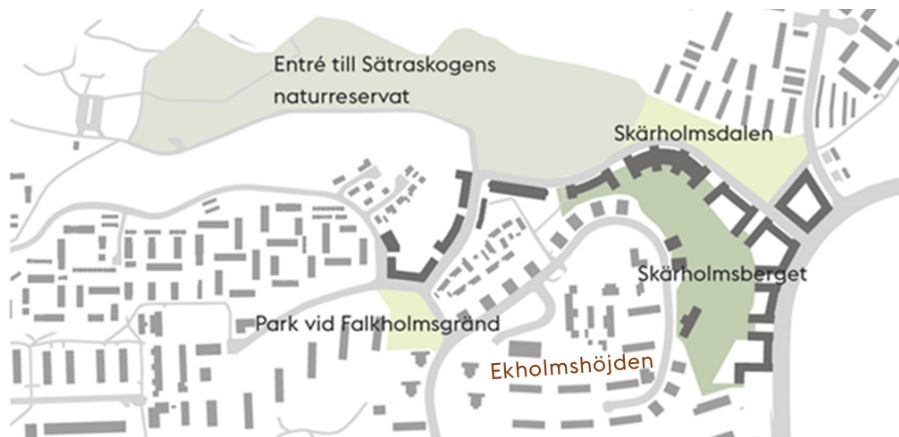 Entré till Sätraskogens
naturreservat
Skärholmsdalen
Skärholmsberget
Park vid Falkholmsgränd
Ekholmshöjden